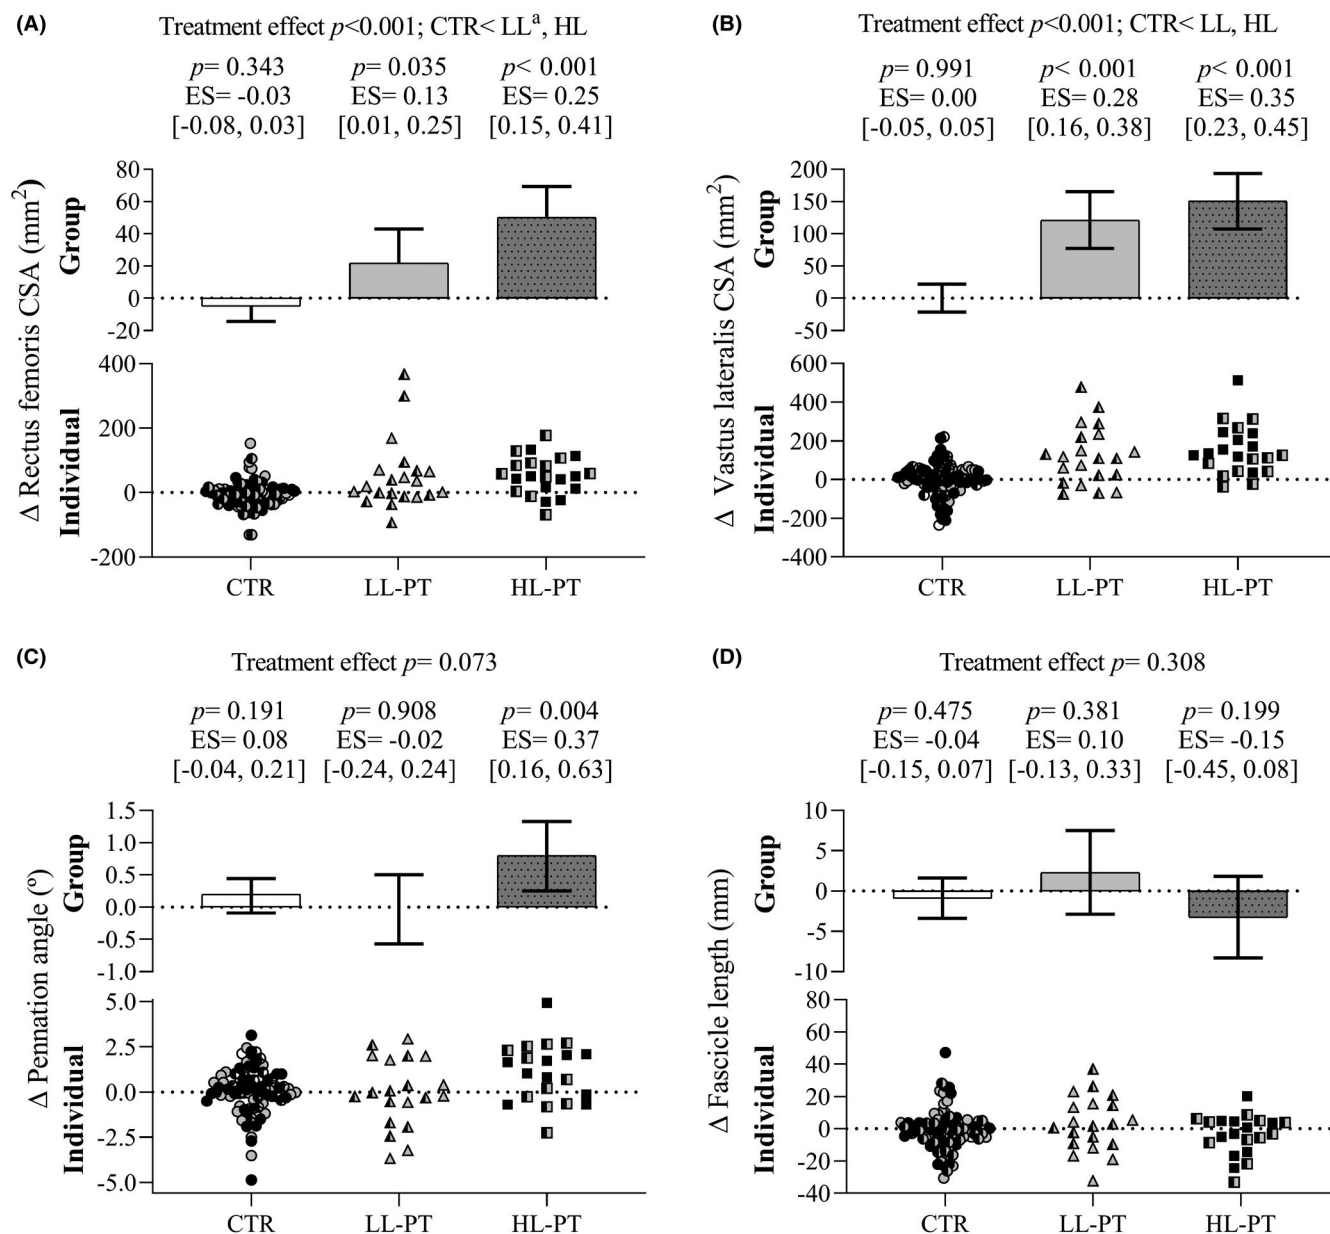 (A)
Treatment effect p<0.001; CTR< LLᵃ, HL
p= 0.343 p= 0.035 p< 0.001
ES= -0.03 ES= 0.13 ES= 0.25
[-0.08, 0.03] [0.01, 0.25] [0.15, 0.41]
Δ Rectus femoris CSA (mm²)
Group
80
60
40
20
0
-20
Individual
400
200
0
-200
CTR LL-PT HL-PT
(B)
Treatment effect p<0.001; CTR< LL, HL
p= 0.991 p< 0.001 p< 0.001
ES= 0.00 ES= 0.28 ES= 0.35
[-0.05, 0.05] [0.16, 0.38] [0.23, 0.45]
Δ Vastus lateralis CSA (mm²)
Group
200
150
100
50
0
-50
Individual
600
400
200
0
-200
-400
CTR LL-PT HL-PT
(C)
Treatment effect p= 0.073
p= 0.191 p= 0.908 p= 0.004
ES= 0.08 ES= -0.02 ES= 0.37
[-0.04, 0.21] [-0.24, 0.24] [0.16, 0.63]
Δ Pennation angle (º)
Group
1.5
1.0
0.5
0.0
-0.5
-1.0
Individual
5.0
2.5
0.0
-2.5
-5.0
CTR LL-PT HL-PT
(D)
Treatment effect p= 0.308
p= 0.475 p= 0.381 p= 0.199
ES= -0.04 ES= 0.10 ES= -0.15
[-0.15, 0.07] [-0.13, 0.33] [-0.45, 0.08]
Δ Fascicle length (mm)
Group
10
5
0
-5
-10
Individual
80
60
40
20
0
-20
-40
CTR LL-PT HL-PT